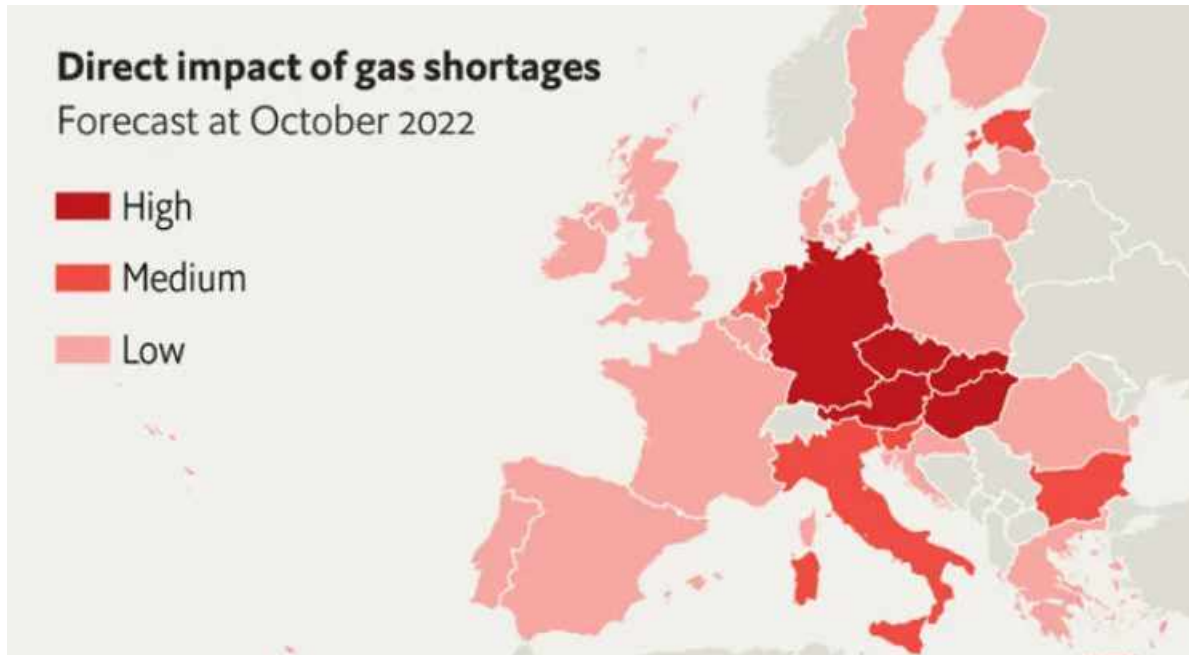 Direct impact of gas shortages
Forecast at October 2022
High
Medium
Low